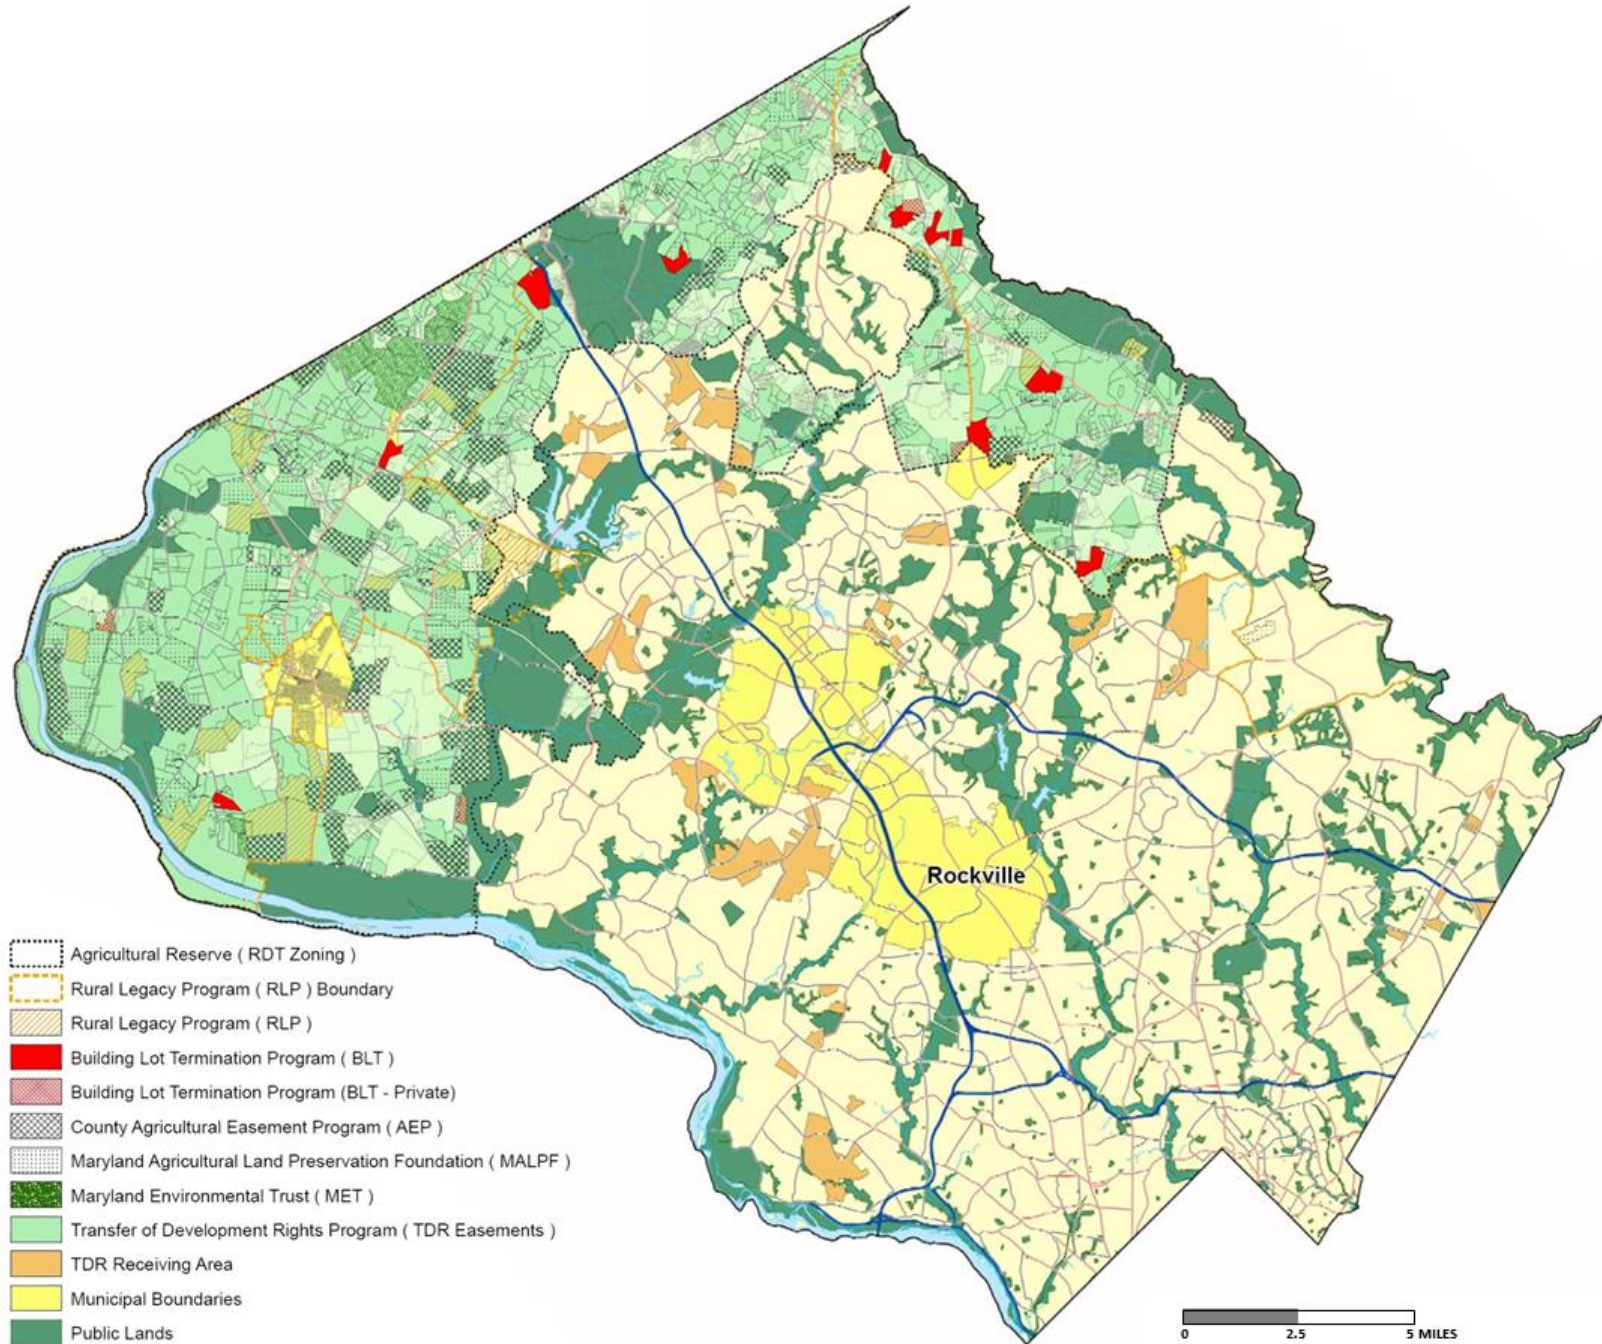 Rockville
Agricultural Reserve ( RDT Zoning )
Rural Legacy Program ( RLP ) Boundary
Rural Legacy Program ( RLP )
Building Lot Termination Program ( BLT )
Building Lot Termination Program (BLT - Private)
County Agricultural Easement Program ( AEP )
Maryland Agricultural Land Preservation Foundation ( MALPF )
Maryland Environmental Trust ( MET )
Transfer of Development Rights Program ( TDR Easements )
TDR Receiving Area
Municipal Boundaries
Public Lands
0 2.5 5 MILES